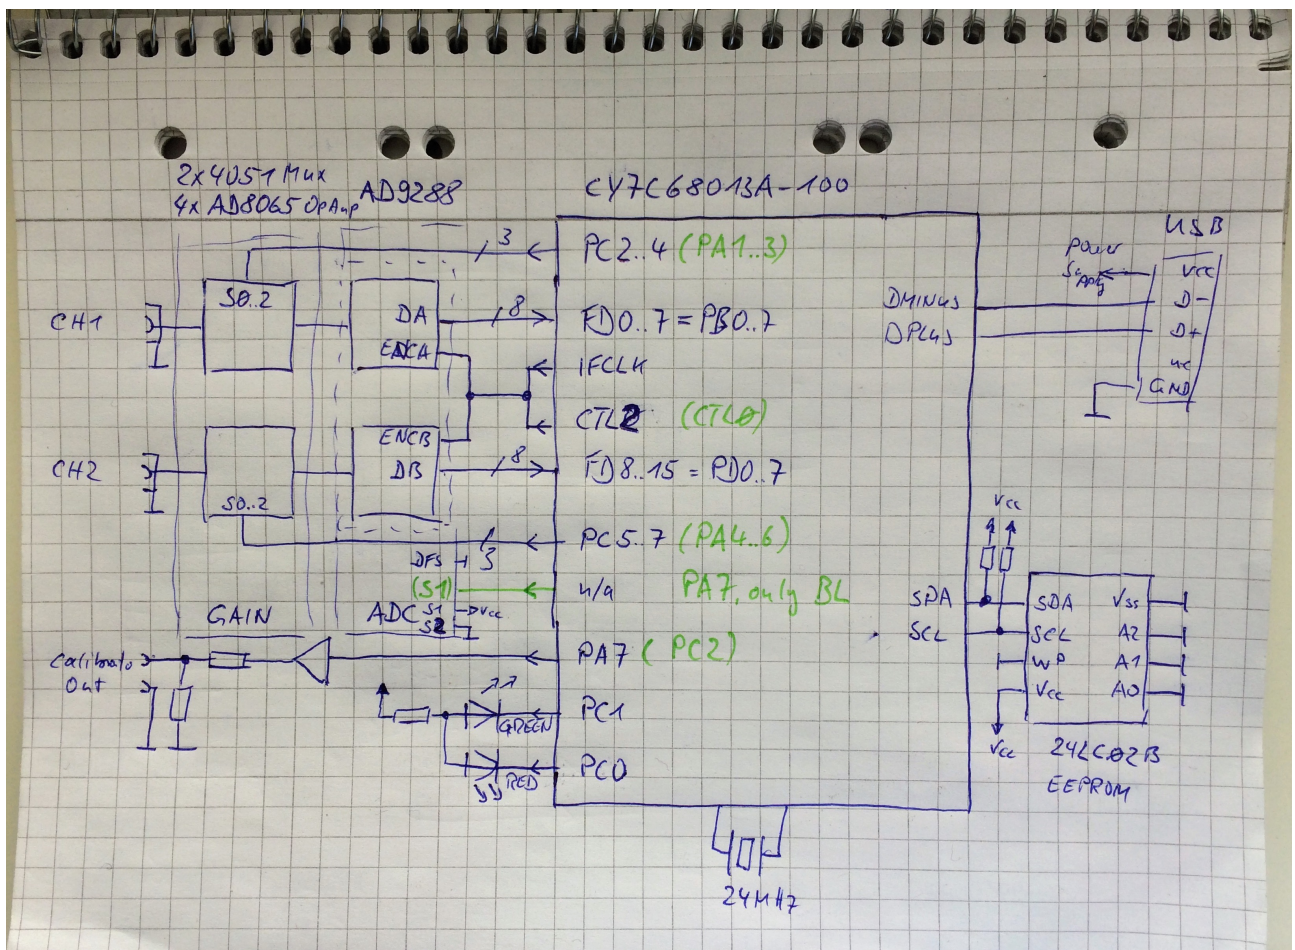 2x4051 Mux
4x AD8065 OpAmp
AD9288
CY7C68013A-100
USB
3
PC2..4 (PA1..3)
Power
Supply
VCC
D-
D+
nc
GND
S0..2
CH1
DA
8
FD0..7 = PB0..7
DMINUS
DPLUS
ENCA
IFCLK
CTL2 (CTL0)
ENCB
CH2
DB
8
FD8..15 = PD0..7
S0..2
PC5..7 (PA4..6)
3
DFS
(S1)
n/a
PA7, only BL
ADC
S1
Vcc
S2
GAIN
Vcc
SDA
SCL
SDA
SCL
WP
Vcc
Vss
A2
A1
A0
Vcc
24LC02B
EEPROM
Out
PA7 (PC2)
GREEN
PC1
RED
PC0
24MHz